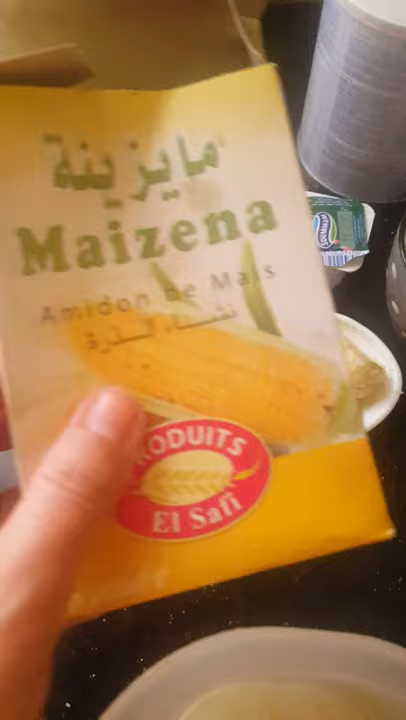 مايزينة
Maizena
Amidon de Maïs
نشاء الذرة
PRODUITS
El Safi